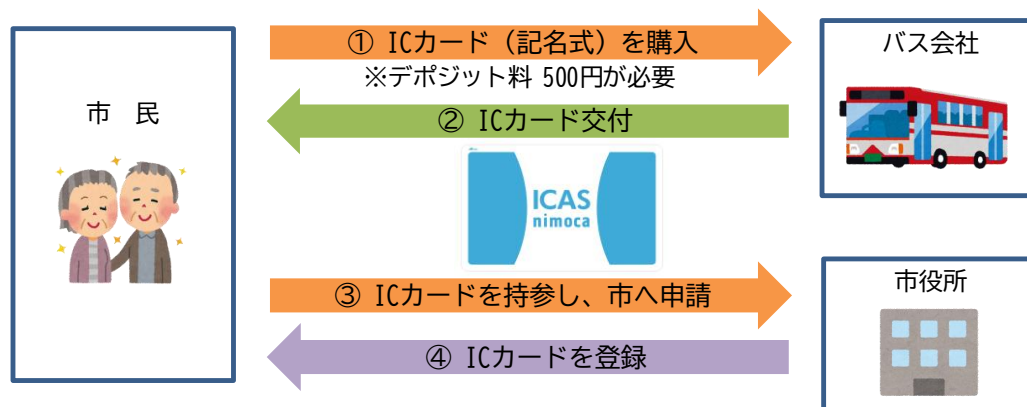 市 民
① ICカード（記名式）を購入
※デポジット料 500円が必要
② ICカード交付
ICAS
nimoca
③ ICカードを持参し、市へ申請
④ ICカードを登録
バス会社
市役所